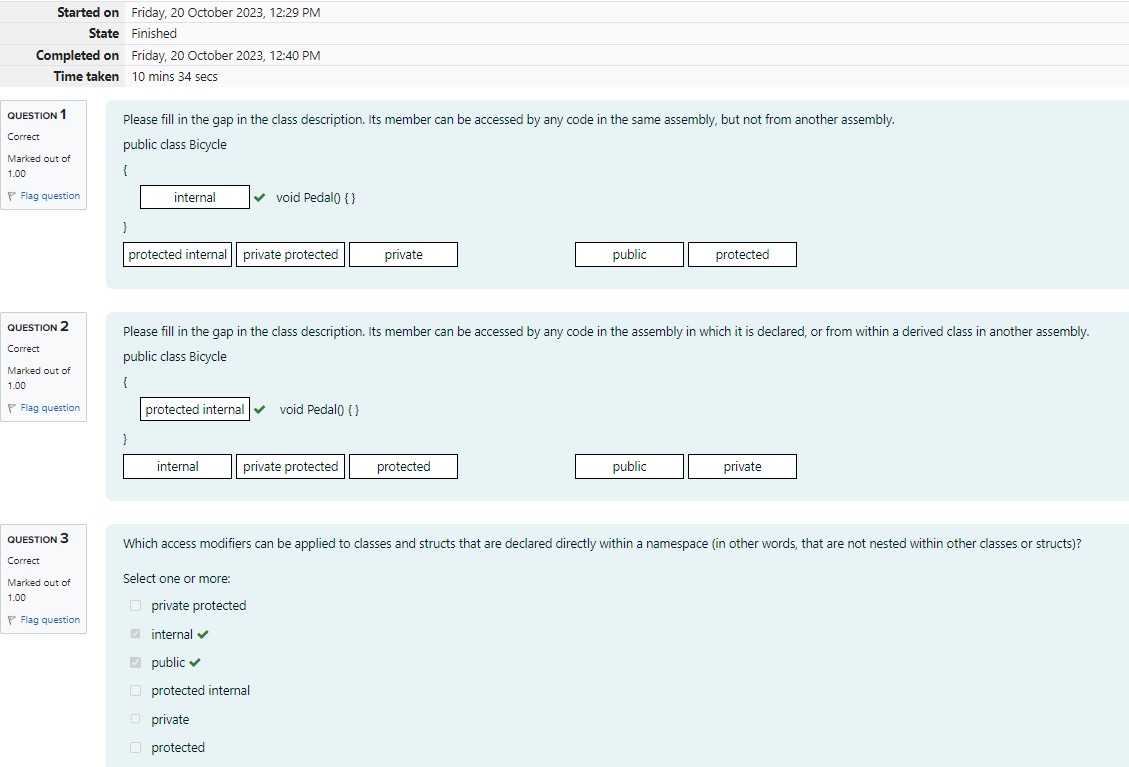 Started on Friday, 20 October 2023, 12:29 PM
State Finished
Completed on Friday, 20 October 2023, 12:40 PM
Time taken 10 mins 34 secs
QUESTION 1
Correct
Marked out of
1.00
Flag question
Please fill in the gap in the class description. Its member can be accessed by any code in the same assembly, but not from another assembly.
public class Bicycle
{
internal void Pedal() { }
}
protected internal private protected private public protected
QUESTION 2
Correct
Marked out of
1.00
Flag question
Please fill in the gap in the class description. Its member can be accessed by any code in the assembly in which it is declared, or from within a derived class in another assembly.
public class Bicycle
{
protected internal void Pedal() { }
}
internal private protected protected public private
QUESTION 3
Correct
Marked out of
1.00
Flag question
Which access modifiers can be applied to classes and structs that are declared directly within a namespace (in other words, that are not nested within other classes or structs)?
Select one or more:
private protected
internal
public
protected internal
private
protected